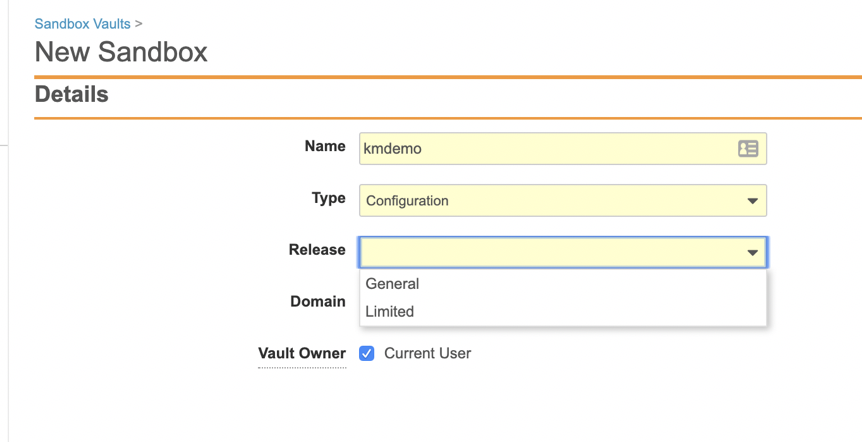 Sandbox Vaults >
New Sandbox
Details
Name kmdemo
Type Configuration
Release
General
Limited
Domain
Vault Owner Current User